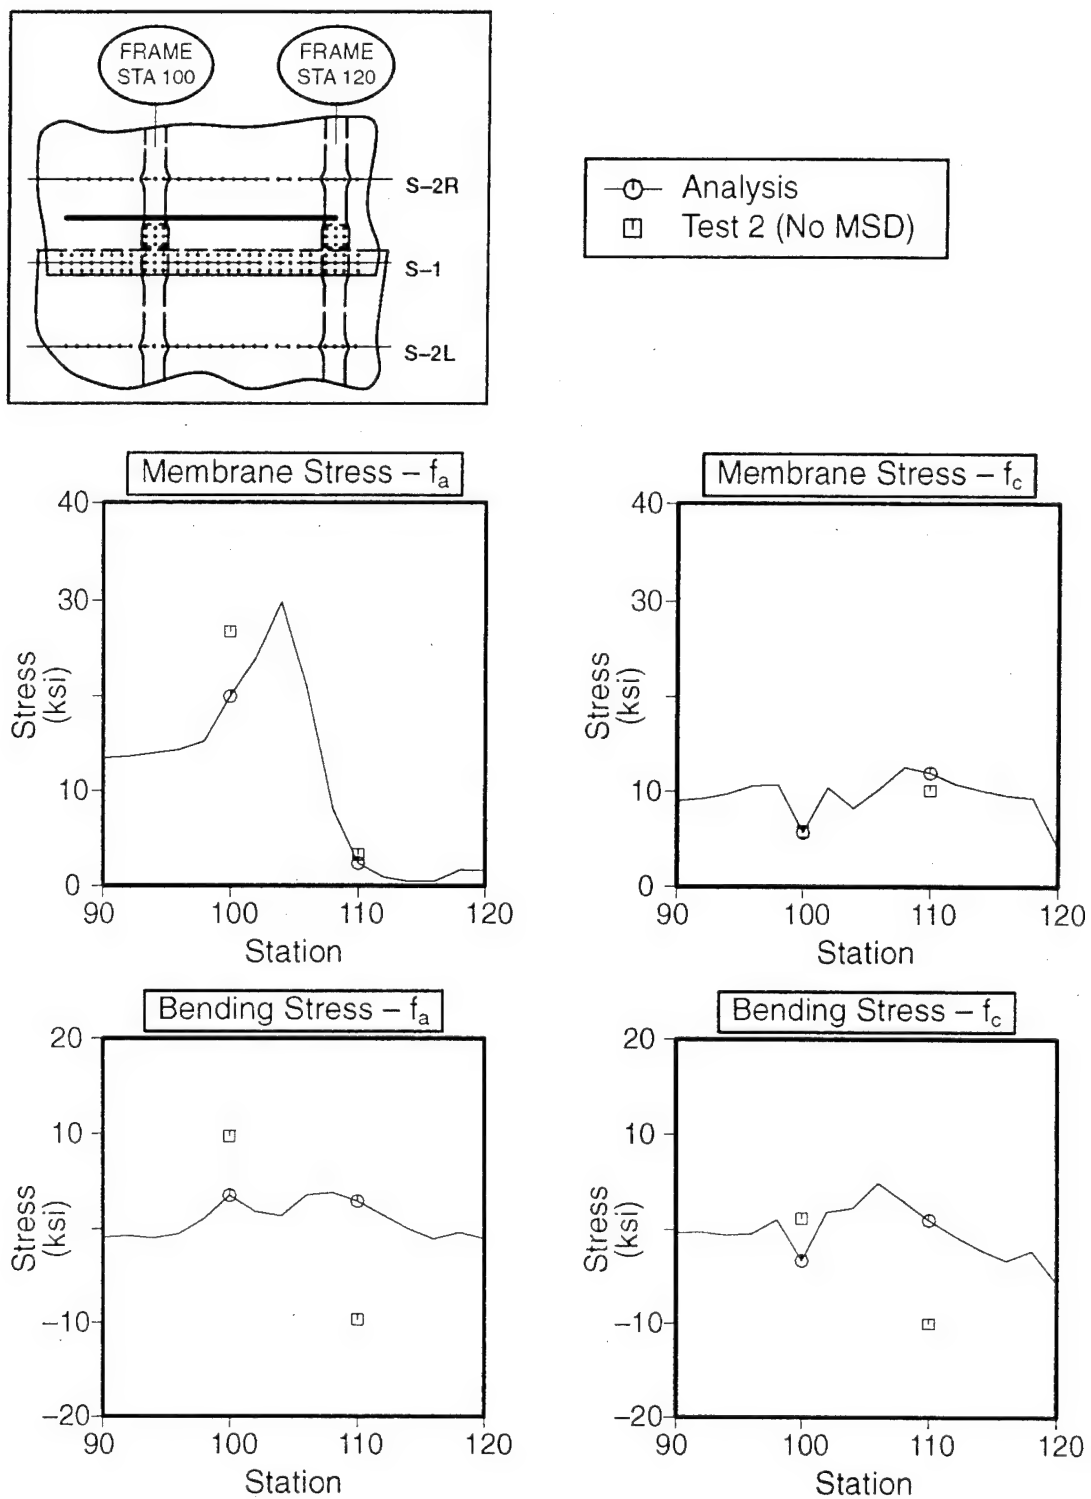 FRAME
STA 100
FRAME
STA 120
S-2R
S-1
S-2L
Analysis
Test 2 (No MSD)
Membrane Stress – fa
40
30
10
0
Stress
(ksi)
90 100 110 120
Station
Membrane Stress – fc
40
30
10
0
Stress
(ksi)
90 100 110 120
Station
Bending Stress – fa
20
10
–10
–20
Stress
(ksi)
90 100 110 120
Station
Bending Stress – fc
20
10
–10
–20
Stress
(ksi)
90 100 110 120
Station